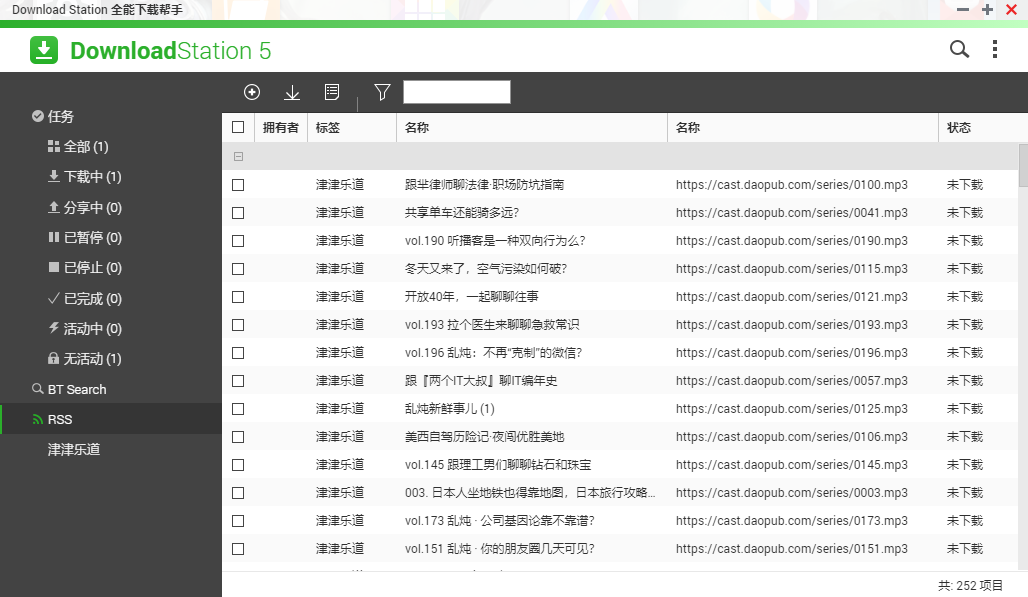 Download Station 全能下载帮手
DownloadStation 5
任务
全部 (1)
下载中 (1)
分享中 (0)
已暂停 (0)
已停止 (0)
已完成 (0)
活动中 (0)
无活动 (1)
BT Search
RSS
津津乐道
拥有者 标签 名称 名称 状态
津津乐道 跟芈律师聊法律·职场防坑指南 https://cast.daopub.com/series/0100.mp3 未下载
津津乐道 共享单车还能骑多远? https://cast.daopub.com/series/0041.mp3 未下载
津津乐道 vol.190 听播客是一种双向行为么? https://cast.daopub.com/series/0190.mp3 未下载
津津乐道 冬天又来了，空气污染如何破? https://cast.daopub.com/series/0115.mp3 未下载
津津乐道 开放40年，一起聊聊往事 https://cast.daopub.com/series/0121.mp3 未下载
津津乐道 vol.193 拉个医生来聊聊急救常识 https://cast.daopub.com/series/0193.mp3 未下载
津津乐道 vol.196 乱炖：不再“克制”的微信? https://cast.daopub.com/series/0196.mp3 未下载
津津乐道 跟『两个IT大叔』聊IT编年史 https://cast.daopub.com/series/0057.mp3 未下载
津津乐道 乱炖新鲜事儿 (1) https://cast.daopub.com/series/0125.mp3 未下载
津津乐道 美西自驾历险记·夜闯优胜美地 https://cast.daopub.com/series/0106.mp3 未下载
津津乐道 vol.145 跟理工男们聊聊钻石和珠宝 https://cast.daopub.com/series/0145.mp3 未下载
津津乐道 003. 日本人坐地铁也得靠地图，日本旅行攻略... https://cast.daopub.com/series/0003.mp3 未下载
津津乐道 vol.173 乱炖 · 公司基因论靠不靠谱? https://cast.daopub.com/series/0173.mp3 未下载
津津乐道 vol.151 乱炖 · 你的朋友圈几天可见? https://cast.daopub.com/series/0151.mp3 未下载
共: 252 项目